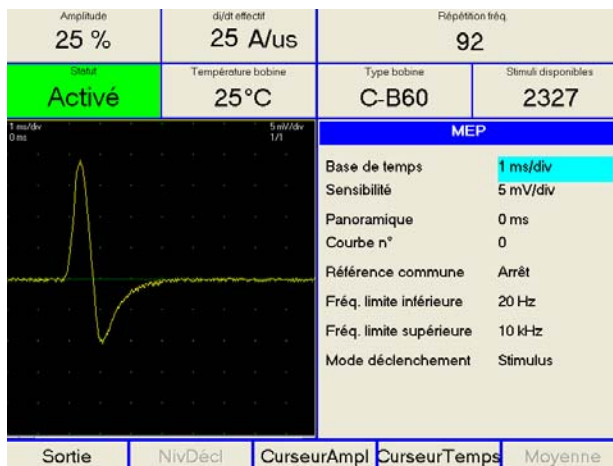 Amplitude
25 %
di/dt effectif
25 A/us
Répétition fréq.
92
Statut
Activé
Température bobine
25°C
Type bobine
C-B60
Stimuli disponibles
2327
1 ms/div
0 ms
5 mV/div
1/1
MEP
Base de temps 1 ms/div
Sensibilité 5 mV/div
Panoramique 0 ms
Courbe n° 0
Référence commune Arrêt
Fréq. limite inférieure 20 Hz
Fréq. limite supérieure 10 kHz
Mode déclenchement Stimulus
Sortie NivDécl CurseurAmpl CurseurTemps Moyenne